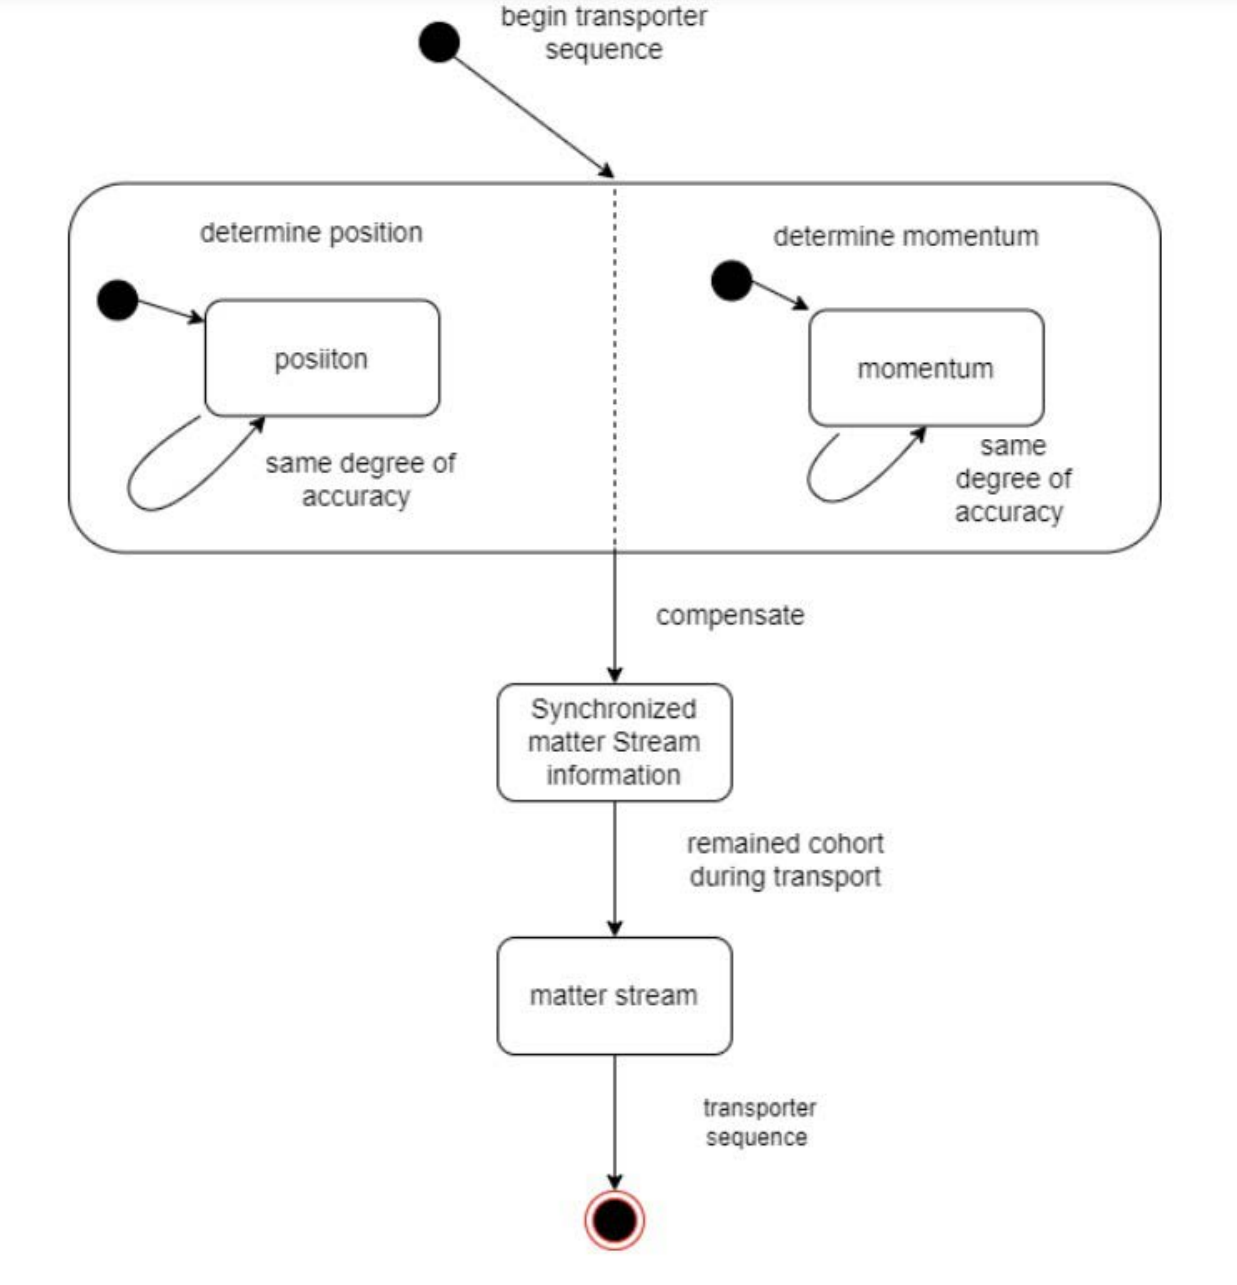 begin transporter
sequence
determine position
determine momentum
posiiton
momentum
same degree of
accuracy
same
degree of
accuracy
compensate
Synchronized
matter Stream
information
remained cohort
during transport
matter stream
transporter
sequence